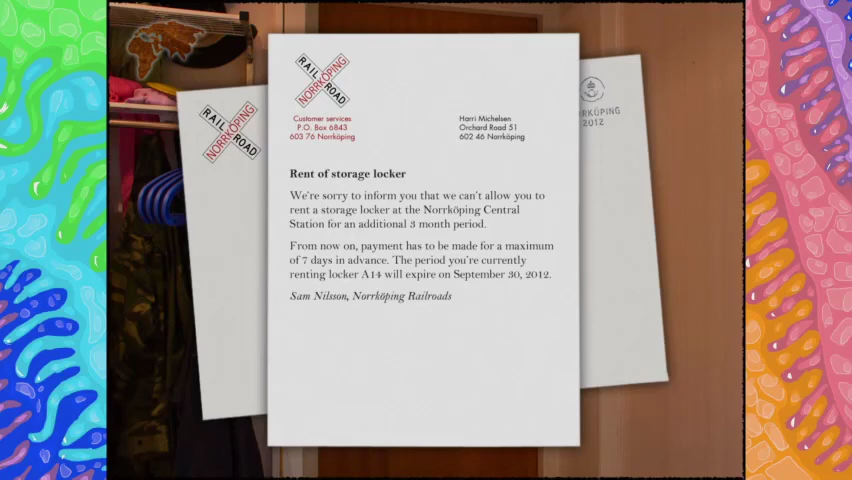 RAIL ROAD
NORRKÖPING
Customer services
P.O. Box 6843
603 76 Norrköping
Harri Michelsen
Orchard Road 51
602 46 Norrköping
Rent of storage locker
We're sorry to inform you that we can't allow you to
rent a storage locker at the Norrköping Central
Station for an additional 3 month period.
From now on, payment has to be made for a maximum
of 7 days in advance. The period you're currently
renting locker A14 will expire on September 30, 2012.
Sam Nilsson, Norrköping Railroads
RAIL ROAD
NORRKÖPING
RKÖPING
2012